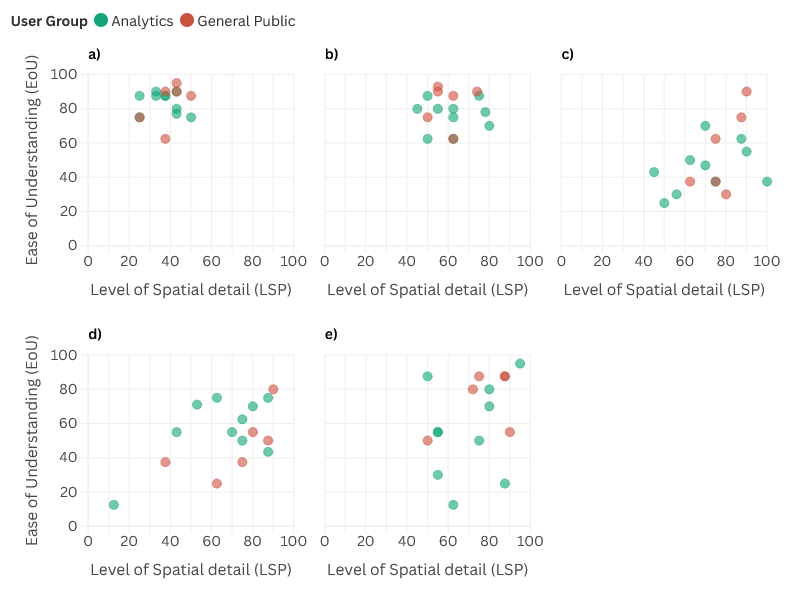 User Group Analytics General Public
a) b) c)
Ease of Understanding (EoU)
100
80
60
40
20
0
0 20 40 60 80 100 0 20 40 60 80 100 0 20 40 60 80 100
Level of Spatial detail (LSP) Level of Spatial detail (LSP) Level of Spatial detail (LSP)
d) e)
Ease of Understanding (EoU)
100
80
60
40
20
0
0 20 40 60 80 100 0 20 40 60 80 100
Level of Spatial detail (LSP) Level of Spatial detail (LSP)